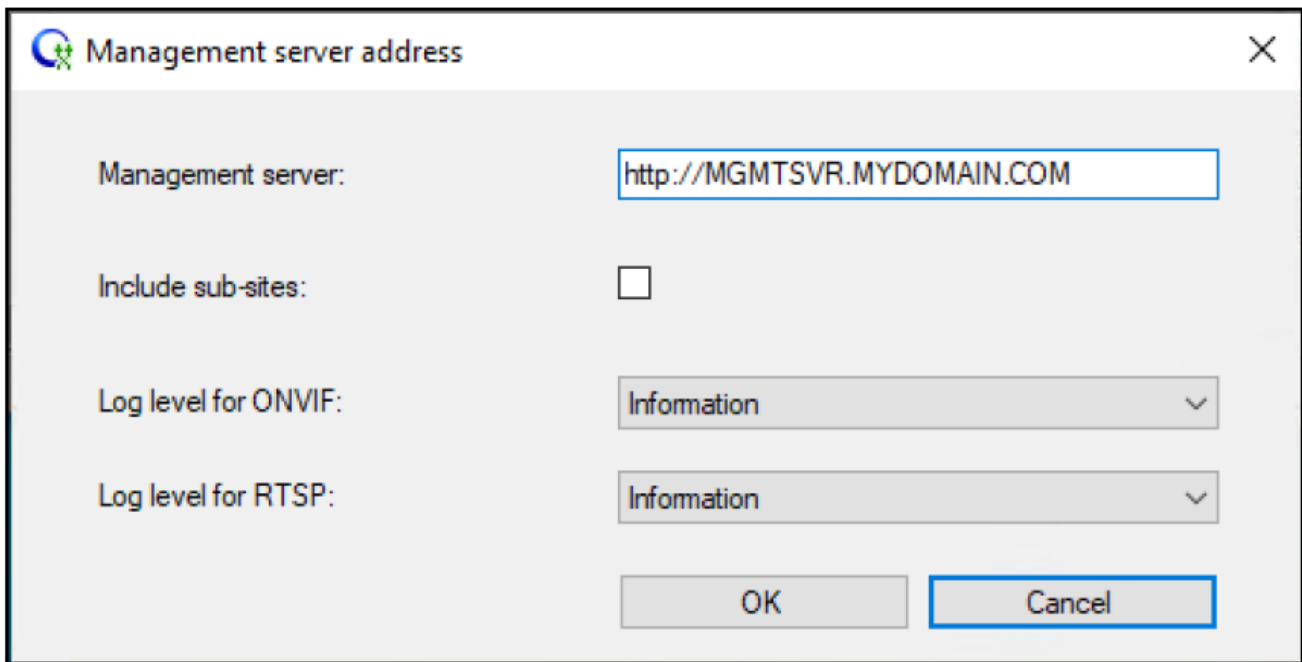 Management server address
Management server: http://MGMTSVR.MYDOMAIN.COM
Include sub-sites:
Log level for ONVIF: Information
Log level for RTSP: Information
OK Cancel